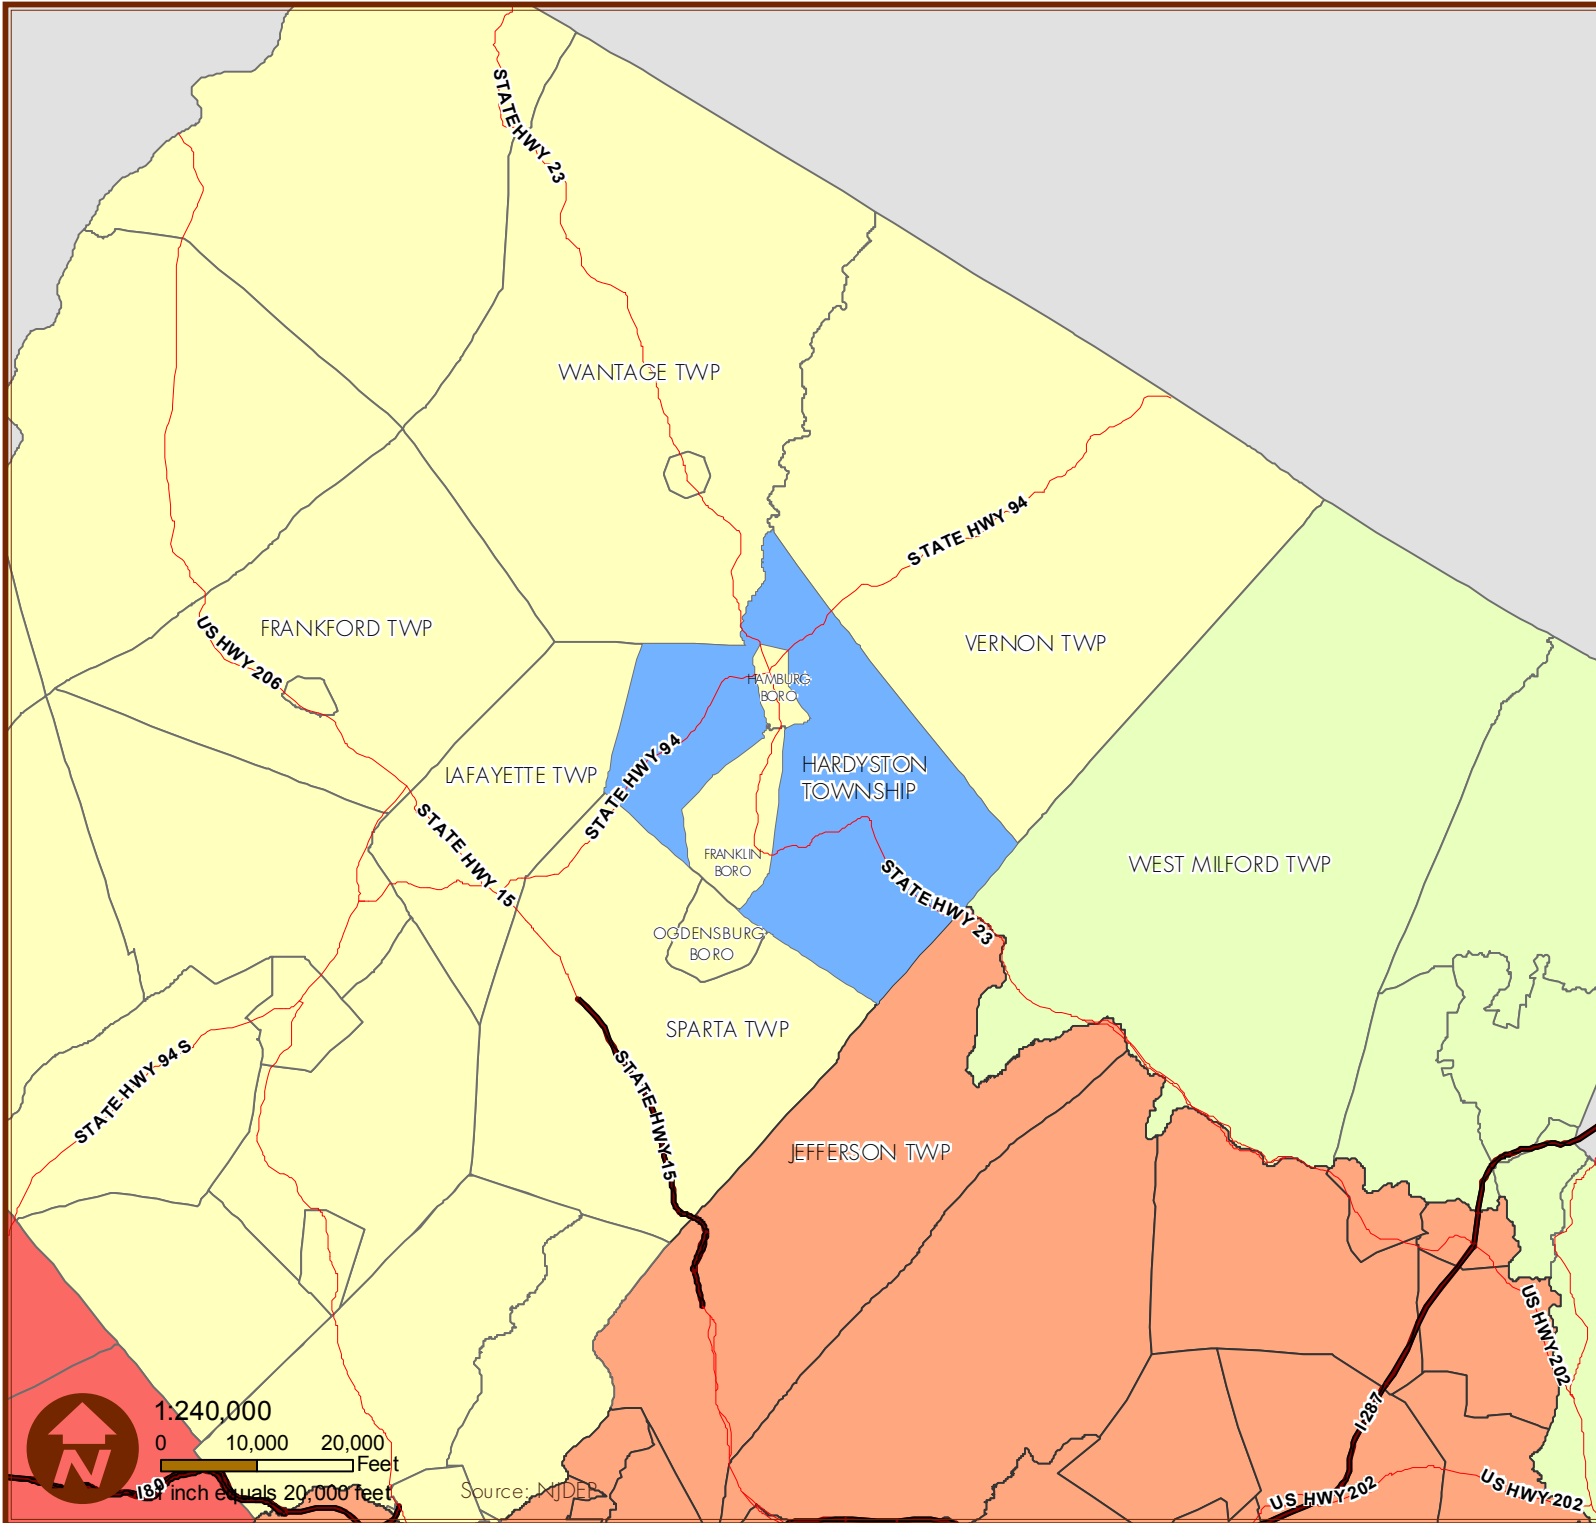 STATE HWY 23
WANTAGE TWP
STATE HWY 94
US HWY 206
FRANKFORD TWP
VERNON TWP
HAMBURG
BORO
LAFAYETTE TWP
STATE HWY 94
HARDYSTON
TOWNSHIP
STATE HWY 15
FRANKLIN
BORO
WEST MILFORD TWP
STATE HWY 23
OGDENSBURG
BORO
SPARTA TWP
STATE HWY 94 S
STATE HWY 15
JEFFERSON TWP
US HWY 202
I 287
1:240,000
0 10,000 20,000
Feet
I80
inch equals 20,000 feet
Source: NJDEP
N
US HWY 202
US HWY 202